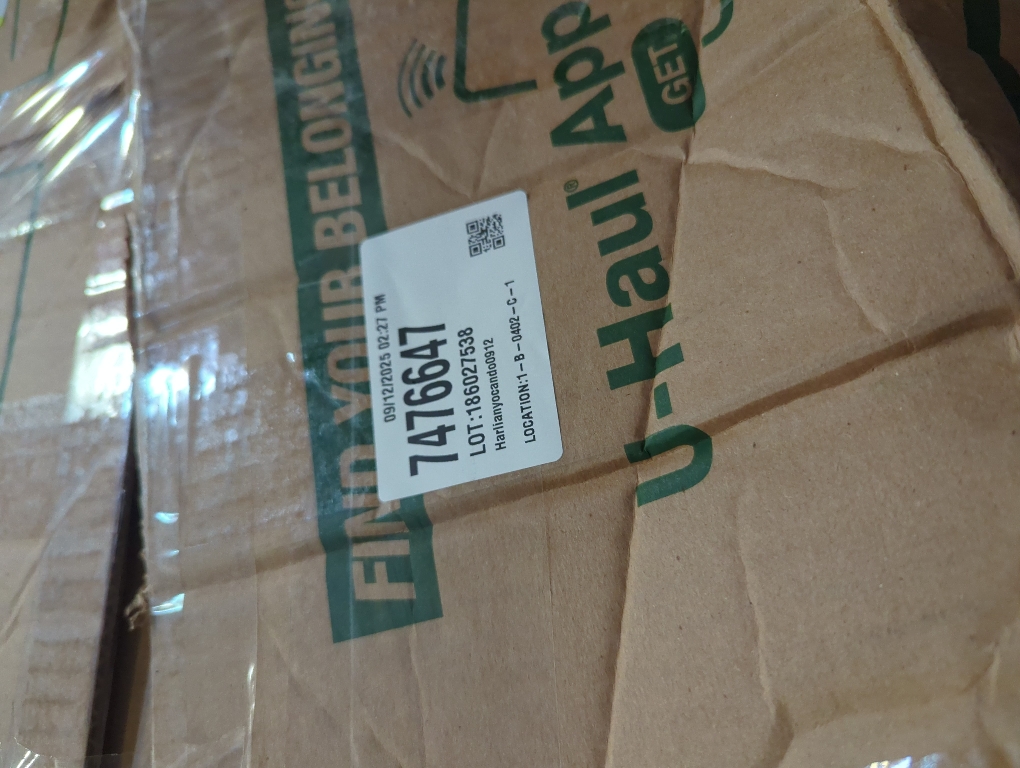 FIND YOUR BELONGING
09/12/2025 02:27 PM
7476647
LOT:186027538
Harlianyocando0912
LOCATION:1-B-0402-C-1
U-Haul® App
GET